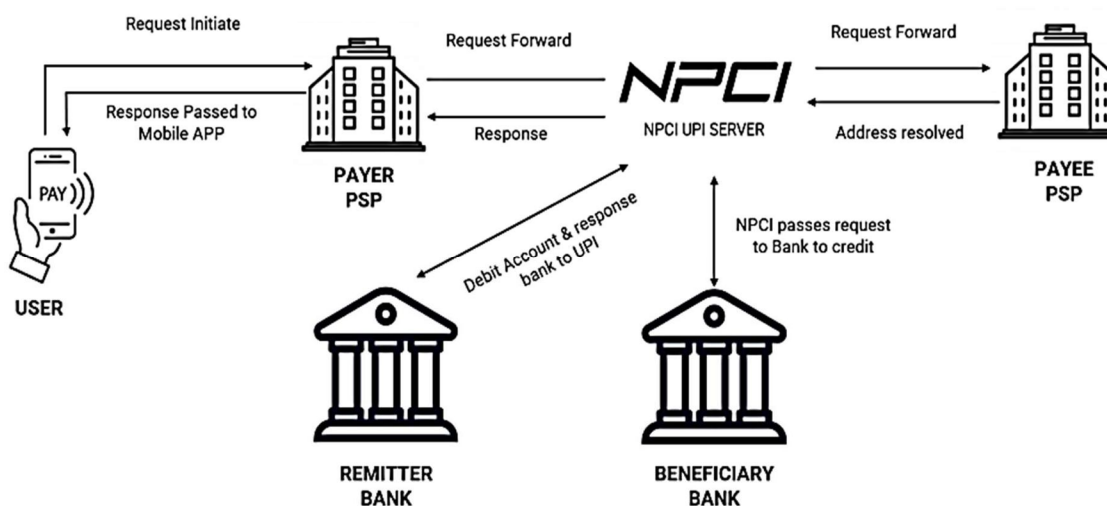 Request Initiate
Request Forward
Request Forward
NPCI
Response Passed to
Mobile APP
Response
NPCI UPI SERVER
Address resolved
PAY
PAYER
PSP
PAYEE
PSP
Debit Account & response
bank to UPI
NPCI passes request
to Bank to credit
USER
REMITTER
BANK
BENEFICIARY
BANK